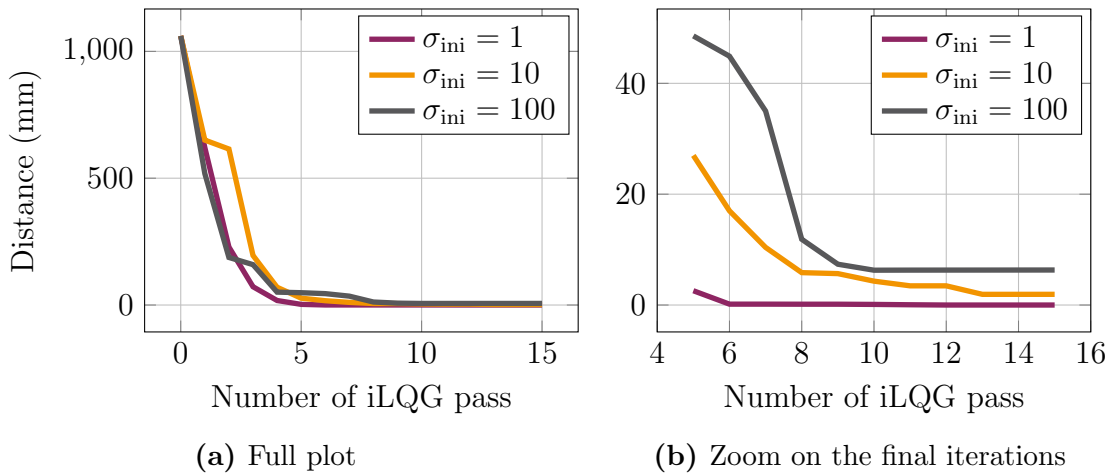 Distance (mm)
1,000
500
0
0
5
10
15
σini = 1
σini = 10
σini = 100
Number of iLQG pass
(a) Full plot
40
20
0
4
6
8
10
12
14
16
σini = 1
σini = 10
σini = 100
Number of iLQG pass
(b) Zoom on the final iterations